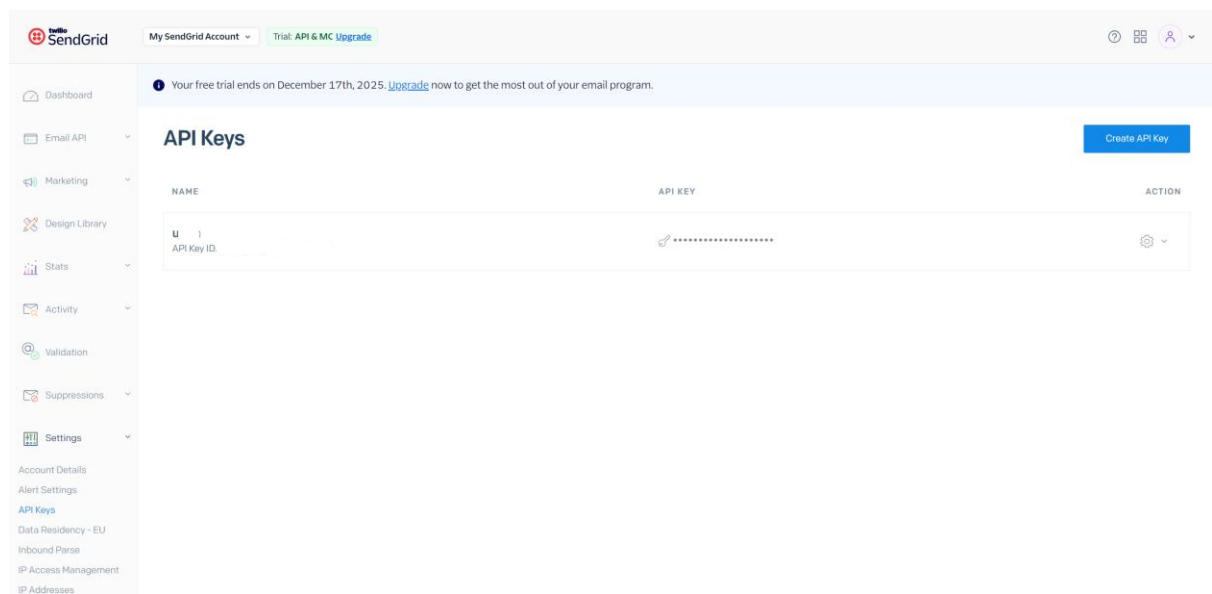 twilio
SendGrid
My SendGrid Account
Trial: API & MC Upgrade
Your free trial ends on December 17th, 2025. Upgrade now to get the most out of your email program.
Dashboard
Email API
Marketing
Design Library
Stats
Activity
Validation
Suppressions
Settings
Account Details
Alert Settings
API Keys
Data Residency - EU
Inbound Parse
IP Access Management
IP Addresses
API Keys
Create API Key
NAME API KEY ACTION
u
API Key ID. ••••••••••••••••••••